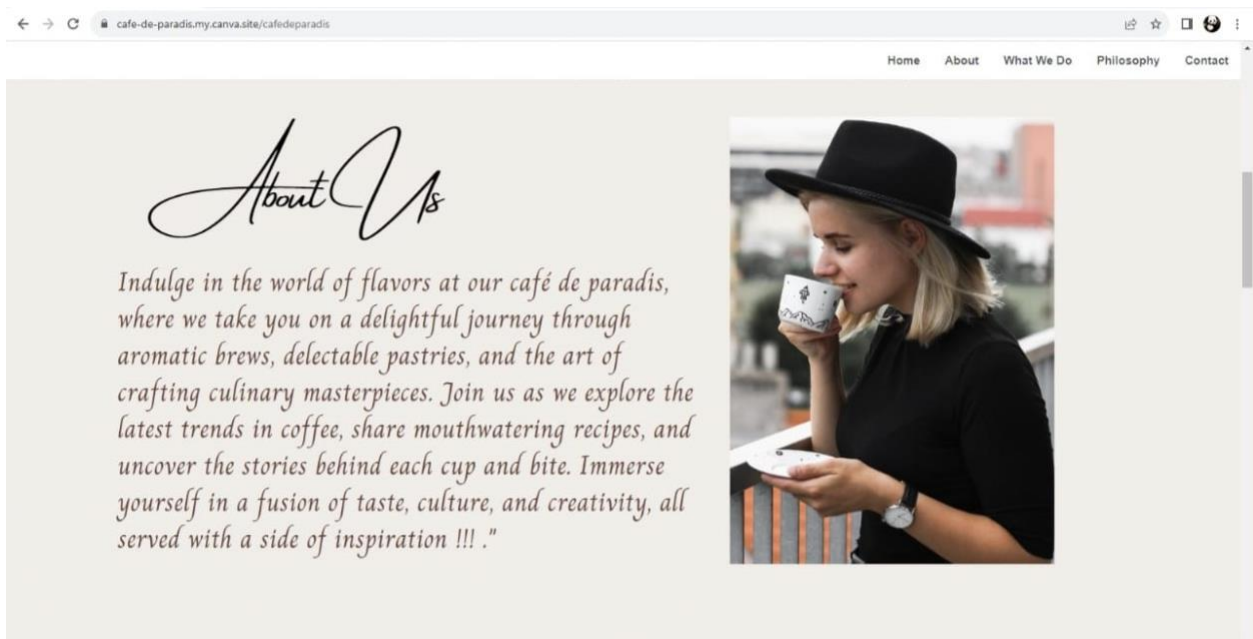 cafe-de-paradis.my.canva.site/cafedeparadis
Home About What We Do Philosophy Contact
About Us
Indulge in the world of flavors at our café de paradis,
where we take you on a delightful journey through
aromatic brews, delectable pastries, and the art of
crafting culinary masterpieces. Join us as we explore the
latest trends in coffee, share mouthwatering recipes, and
uncover the stories behind each cup and bite. Immerse
yourself in a fusion of taste, culture, and creativity, all
served with a side of inspiration !!! ."